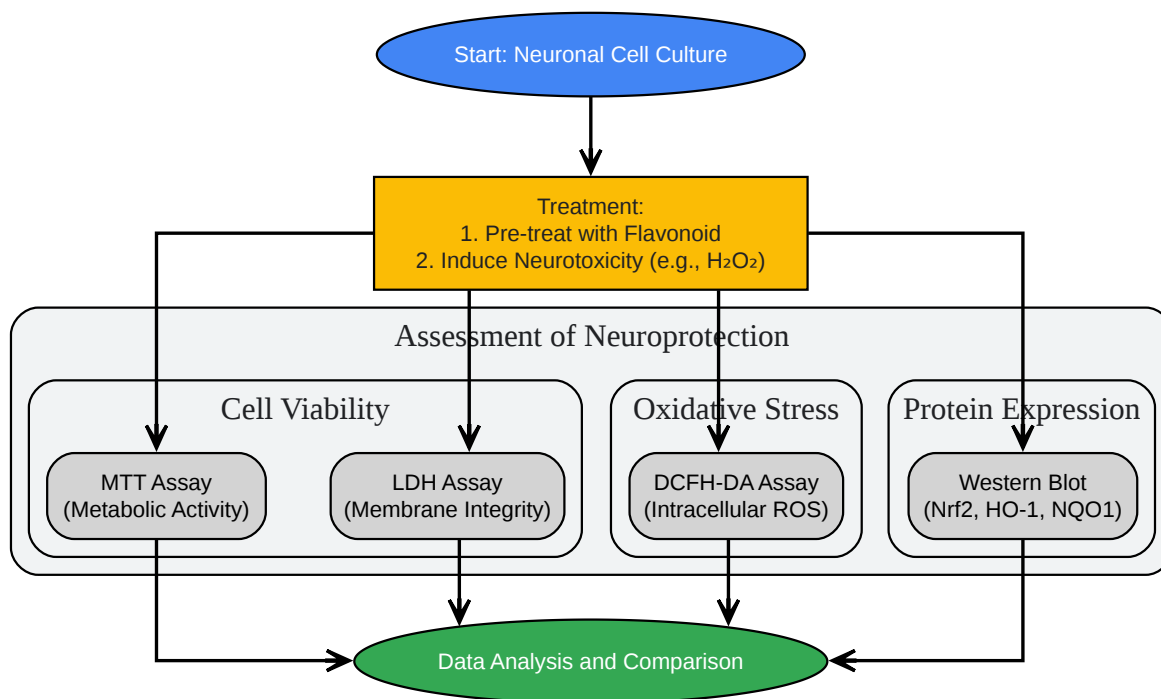 Start: Neuronal Cell Culture
Treatment:
1. Pre-treat with Flavonoid
2. Induce Neurotoxicity (e.g., H₂O₂)
Assessment of Neuroprotection
Cell Viability
Oxidative Stress
Protein Expression
MTT Assay
(Metabolic Activity)
LDH Assay
(Membrane Integrity)
DCFH-DA Assay
(Intracellular ROS)
Western Blot
(Nrf2, HO-1, NQO1)
Data Analysis and Comparison